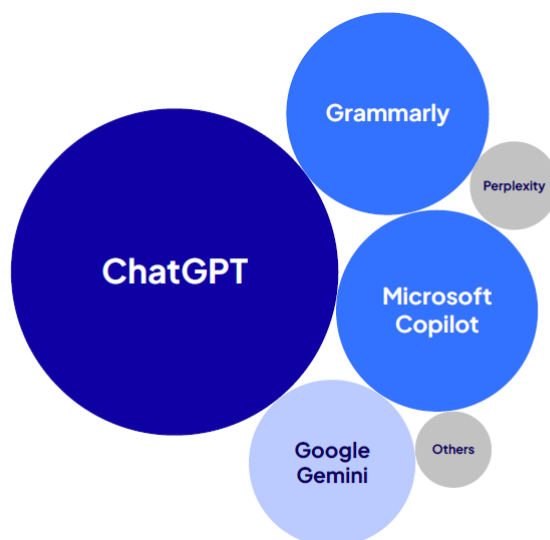 Grammarly
Perplexity
ChatGPT
Microsoft
Copilot
Google
Gemini
Others